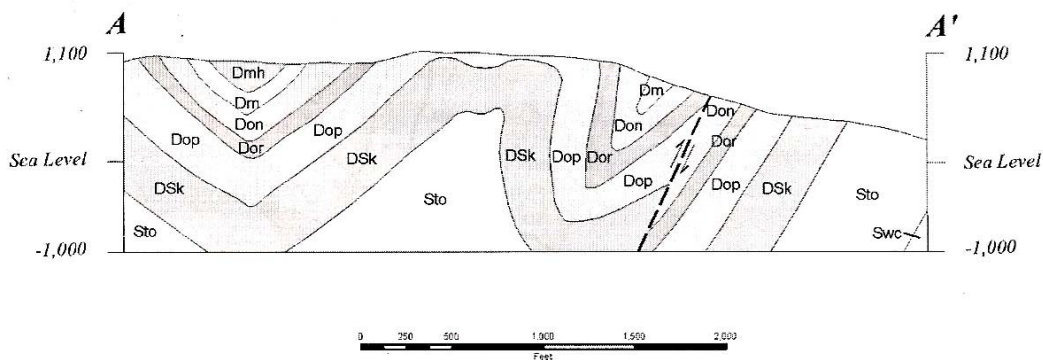 A A'
1,100 1,100
Dmh
Dm Dm
Don Don Don
Dor Dor Dor
Dop Dop Dop Dop Dop
Sea Level Sea Level
DSk DSk DSk DSk
Sto Sto Sto
Swc
-1,000 -1,000
0 250 500 1,000 1,500 2,000
Feet